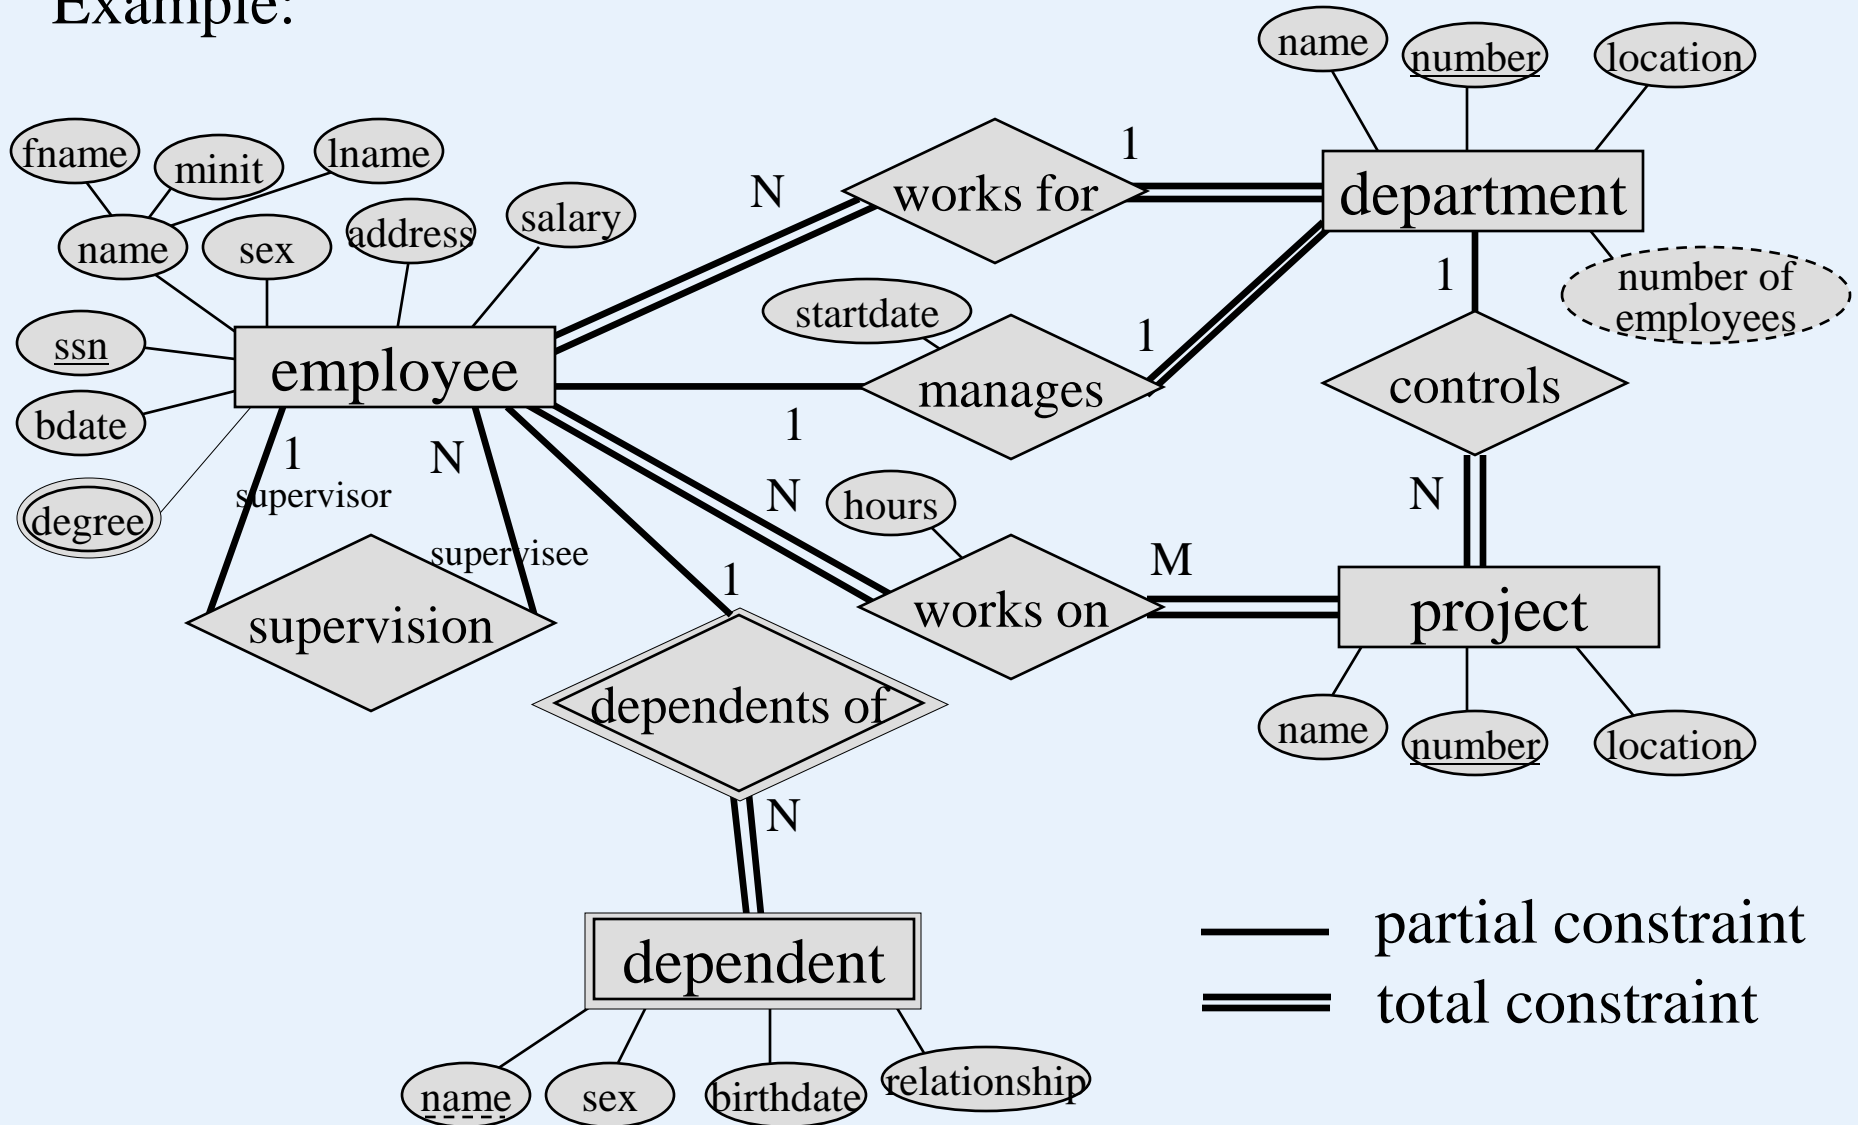 Example:
name
number
location
fname
minit
lname
1
N
works for
department
salary
address
name
sex
number of
employees
1
startdate
1
ssn
employee
manages
controls
bdate
1
1
N
supervisor
N
hours
N
degree
supervisee
1
M
works on
project
supervision
dependents of
name
number
location
N
dependent
partial constraint
total constraint
name
sex
birthdate
relationship